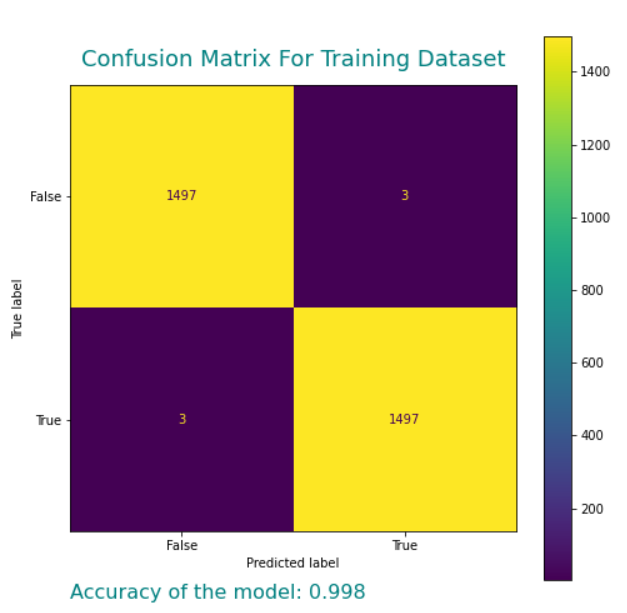 Confusion Matrix For Training Dataset
1400
1200
1000
800
600
400
200
True label
False
1497
3
True
3
1497
False
True
Predicted label
Accuracy of the model: 0.998